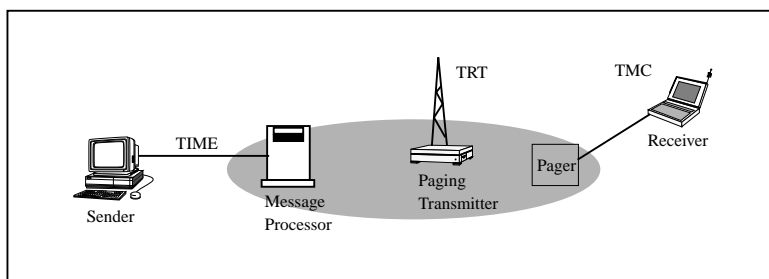 TRT
TMC
TIME
Receiver
Pager
Sender
Message
Processor
Paging
Transmitter